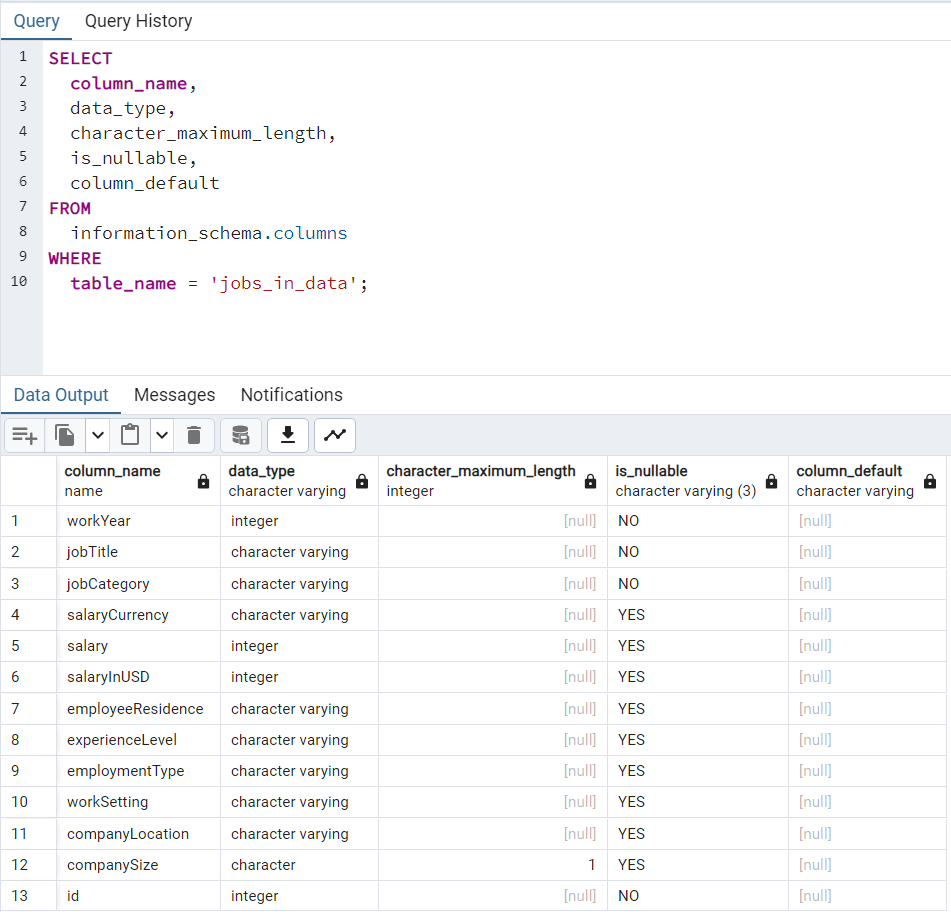 Query Query History
1 SELECT
2 column_name,
3 data_type,
4 character_maximum_length,
5 is_nullable,
6 column_default
7 FROM
8 information_schema.columns
9 WHERE
10 table_name = 'jobs_in_data';
Data Output Messages Notifications
column_name data_type character_maximum_length is_nullable column_default
name character varying integer character varying (3) character varying
1 workYear integer [null] NO [null]
2 jobTitle character varying [null] NO [null]
3 jobCategory character varying [null] NO [null]
4 salaryCurrency character varying [null] YES [null]
5 salary integer [null] YES [null]
6 salaryInUSD integer [null] YES [null]
7 employeeResidence character varying [null] YES [null]
8 experienceLevel character varying [null] YES [null]
9 employmentType character varying [null] YES [null]
10 workSetting character varying [null] YES [null]
11 companyLocation character varying [null] YES [null]
12 companySize character 1 YES [null]
13 id integer [null] NO [null]